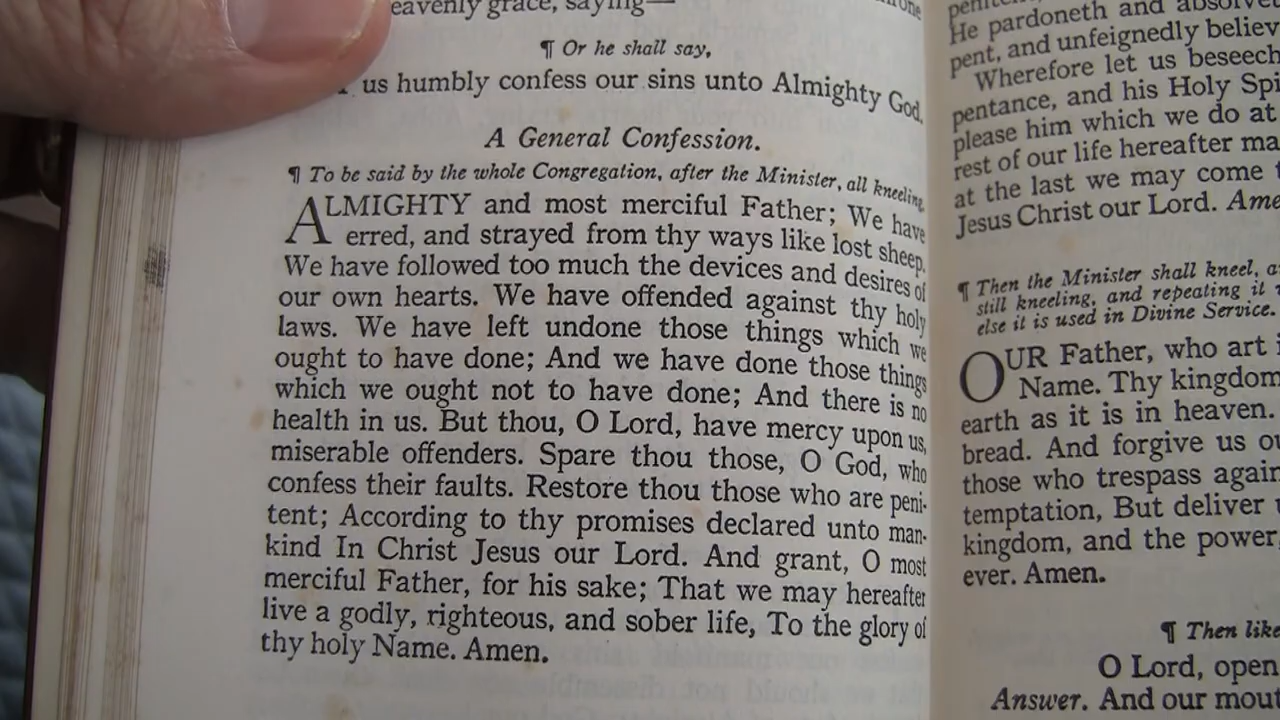 eavenly grace, saying—
¶ Or he shall say,
us humbly confess our sins unto Almighty God.
A General Confession.
¶ To be said by the whole Congregation, after the Minister, all kneeling.
ALMIGHTY and most merciful Father; We have
erred, and strayed from thy ways like lost sheep.
We have followed too much the devices and desires of
our own hearts. We have offended against thy holy
laws. We have left undone those things which we
ought to have done; And we have done those things
which we ought not to have done; And there is no
health in us. But thou, O Lord, have mercy upon us,
miserable offenders. Spare thou those, O God, who
confess their faults. Restore thou those who are peni-
tent; According to thy promises declared unto man-
kind In Christ Jesus our Lord. And grant, O most
merciful Father, for his sake; That we may hereafter
live a godly, righteous, and sober life, To the glory of
thy holy Name. Amen.
He pardoneth and absolve
pent, and unfeignedly believ
Wherefore let us beseech
pentance, and his Holy Spi
please him which we do at
rest of our life hereafter ma
at the last we may come
Jesus Christ our Lord. Ame
¶ Then the Minister shall kneel, a
still kneeling, and repeating it
else it is used in Divine Service.
OUR Father, who art i
Name. Thy kingdom
earth as it is in heaven.
bread. And forgive us ou
those who trespass again
temptation, But deliver
kingdom, and the power,
ever. Amen.
¶ Then like
O Lord, open
Answer. And our mout